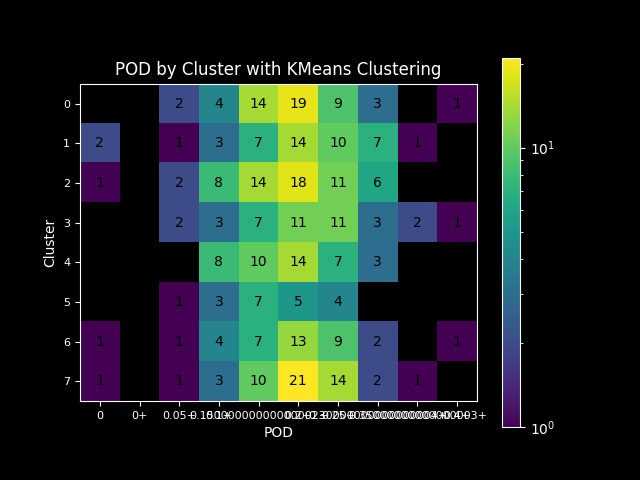 POD by Cluster with KMeans Clustering
0 2 4 14 19 9 3 1
1 2 1 3 7 14 10 7 1
2 1 2 8 14 18 11 6
3 2 3 7 11 11 3 2 1
4 8 10 14 7 3
5 1 3 7 5 4
6 1 1 4 7 13 9 2 1
7 1 1 3 10 21 14 2 1
Cluster
0 0+ 0.05+
POD
10¹
10⁰